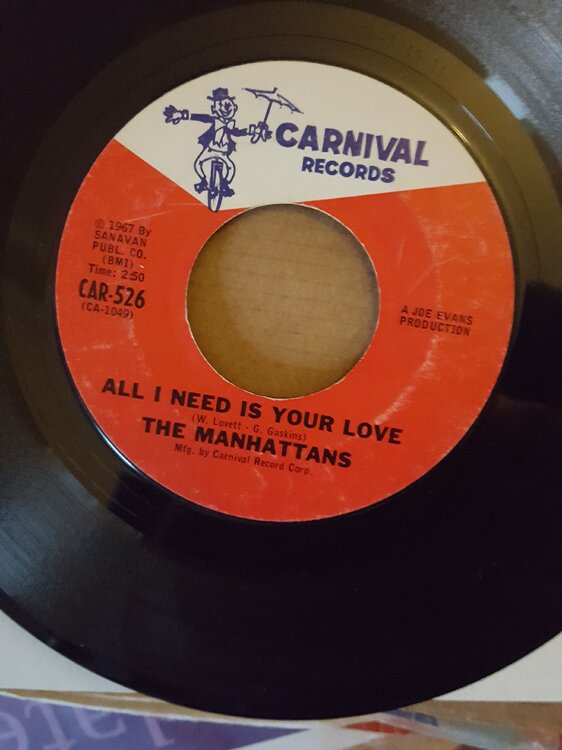 CARNIVAL
RECORDS
© 1967 By
SANAVAN
PUBL. CO.
(BMI)
Time: 2:50
CAR-526
(CA-1049)
A JOE EVANS
PRODUCTION
ALL I NEED IS YOUR LOVE
(W. Lovett - G. Gaskins)
THE MANHATTANS
Mfg. by Carnival Record Corp.